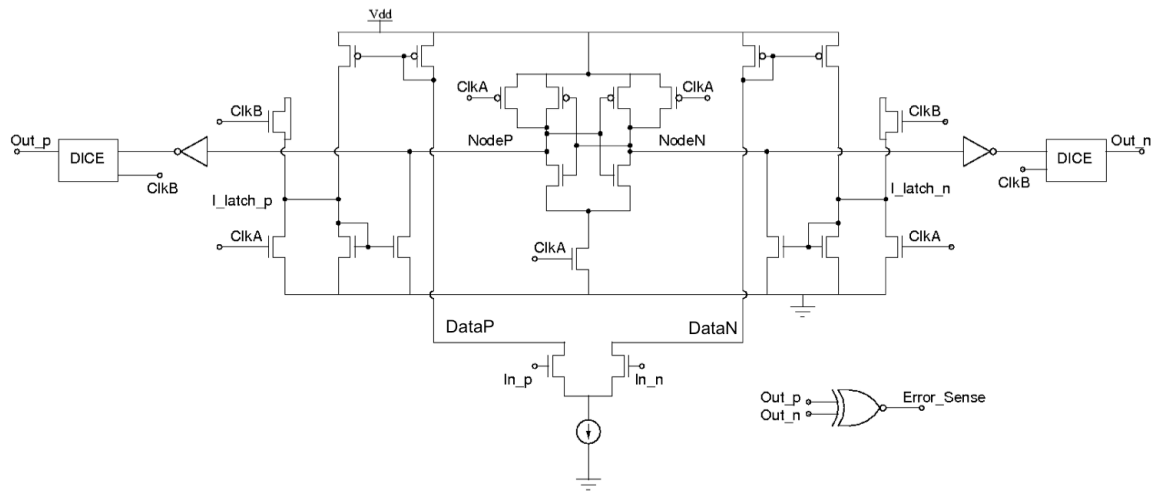 Vdd
ClkA
ClkA
ClkB
ClkB
Out_p
Out_n
DICE
NodeP
NodeN
DICE
ClkB
ClkB
I_latch_p
I_latch_n
ClkA
ClkA
ClkA
DataP
DataN
In_p
In_n
Out_p
Out_n
Error_Sense